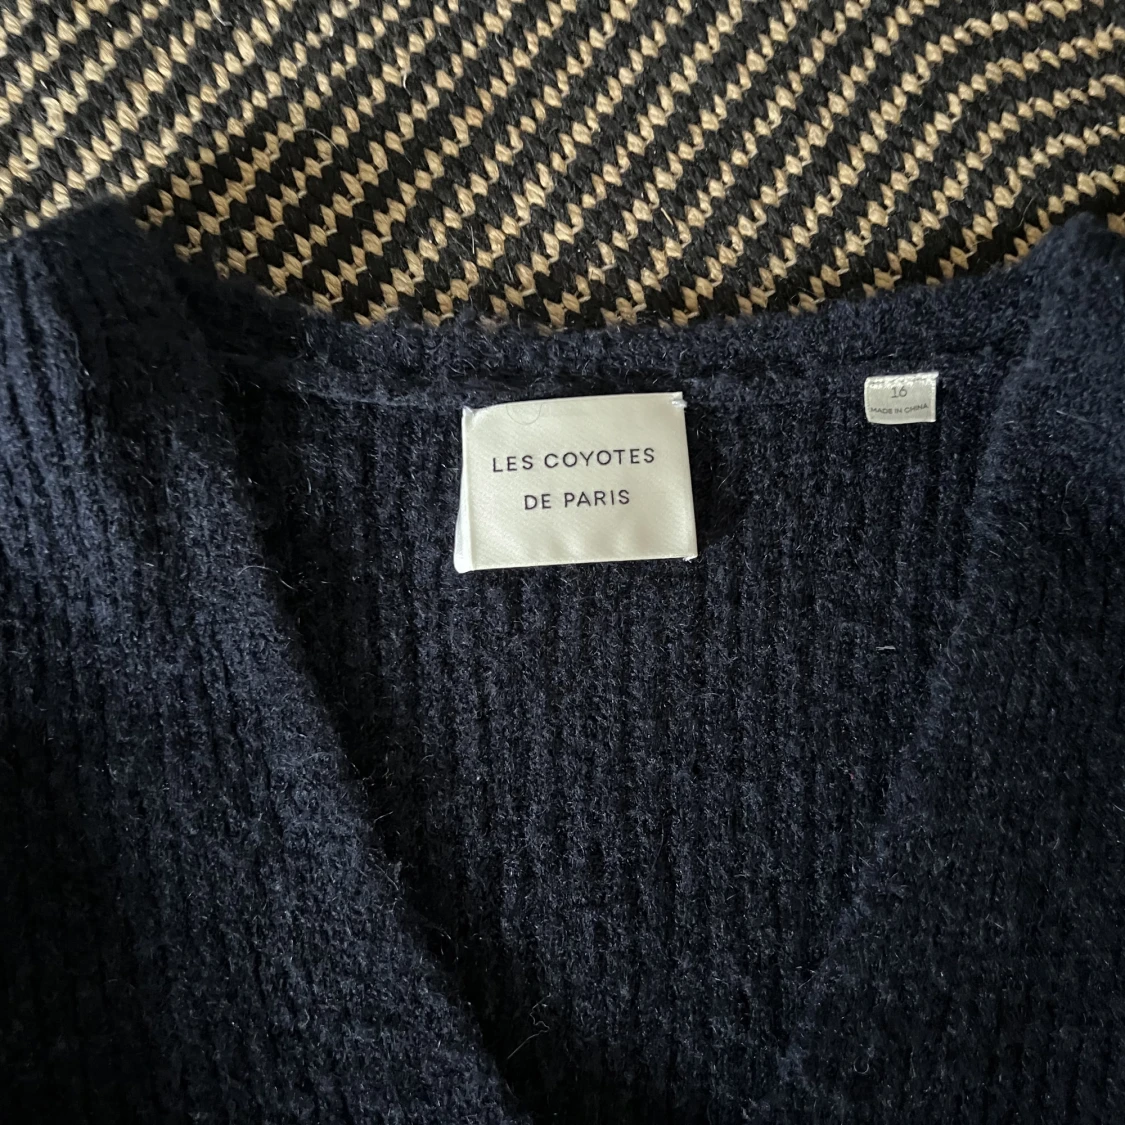 LES COYOTES
DE PARIS
16
MADE IN CHINA